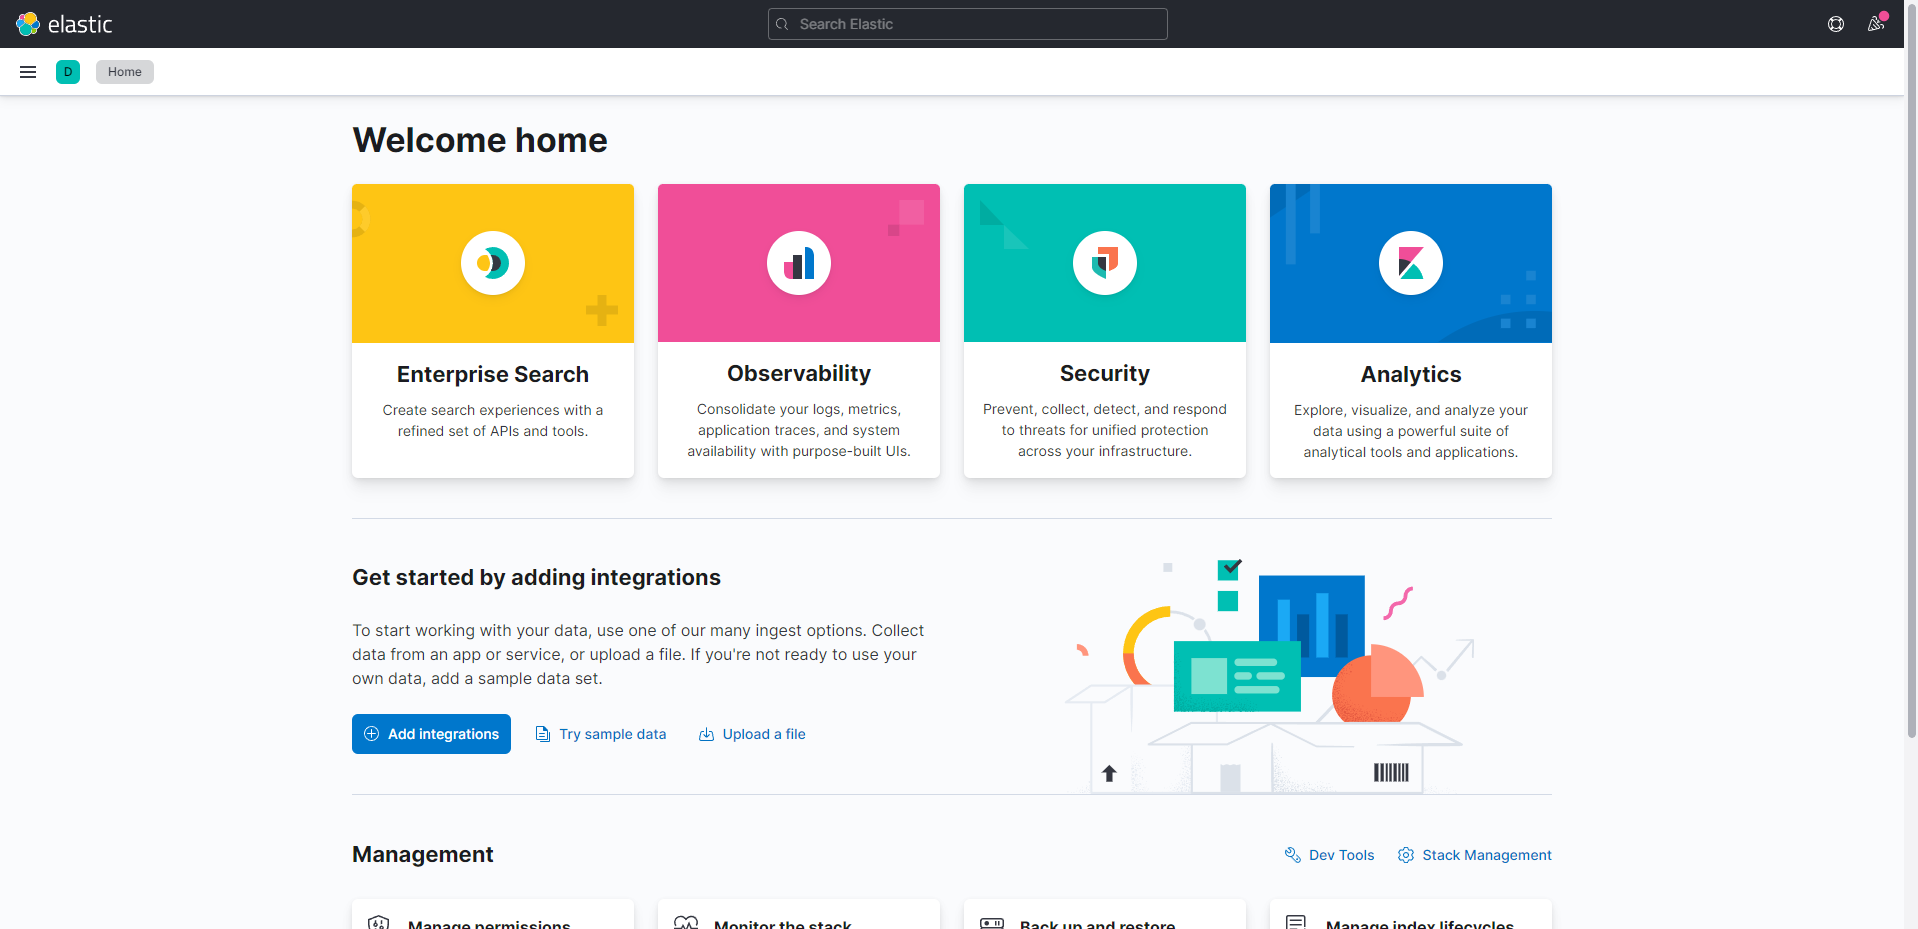 elastic
Search Elastic
D
Home
Welcome home
Enterprise Search
Create search experiences with a
refined set of APIs and tools.
Observability
Consolidate your logs, metrics,
application traces, and system
availability with purpose-built UIs.
Security
Prevent, collect, detect, and respond
to threats for unified protection
across your infrastructure.
Analytics
Explore, visualize, and analyze your
data using a powerful suite of
analytical tools and applications.
Get started by adding integrations
To start working with your data, use one of our many ingest options. Collect
data from an app or service, or upload a file. If you're not ready to use your
own data, add a sample data set.
Add integrations
Try sample data
Upload a file
Management
Dev Tools
Stack Management
Manage permissions
Monitor the stack
Back up and restore
Manage index lifecycles